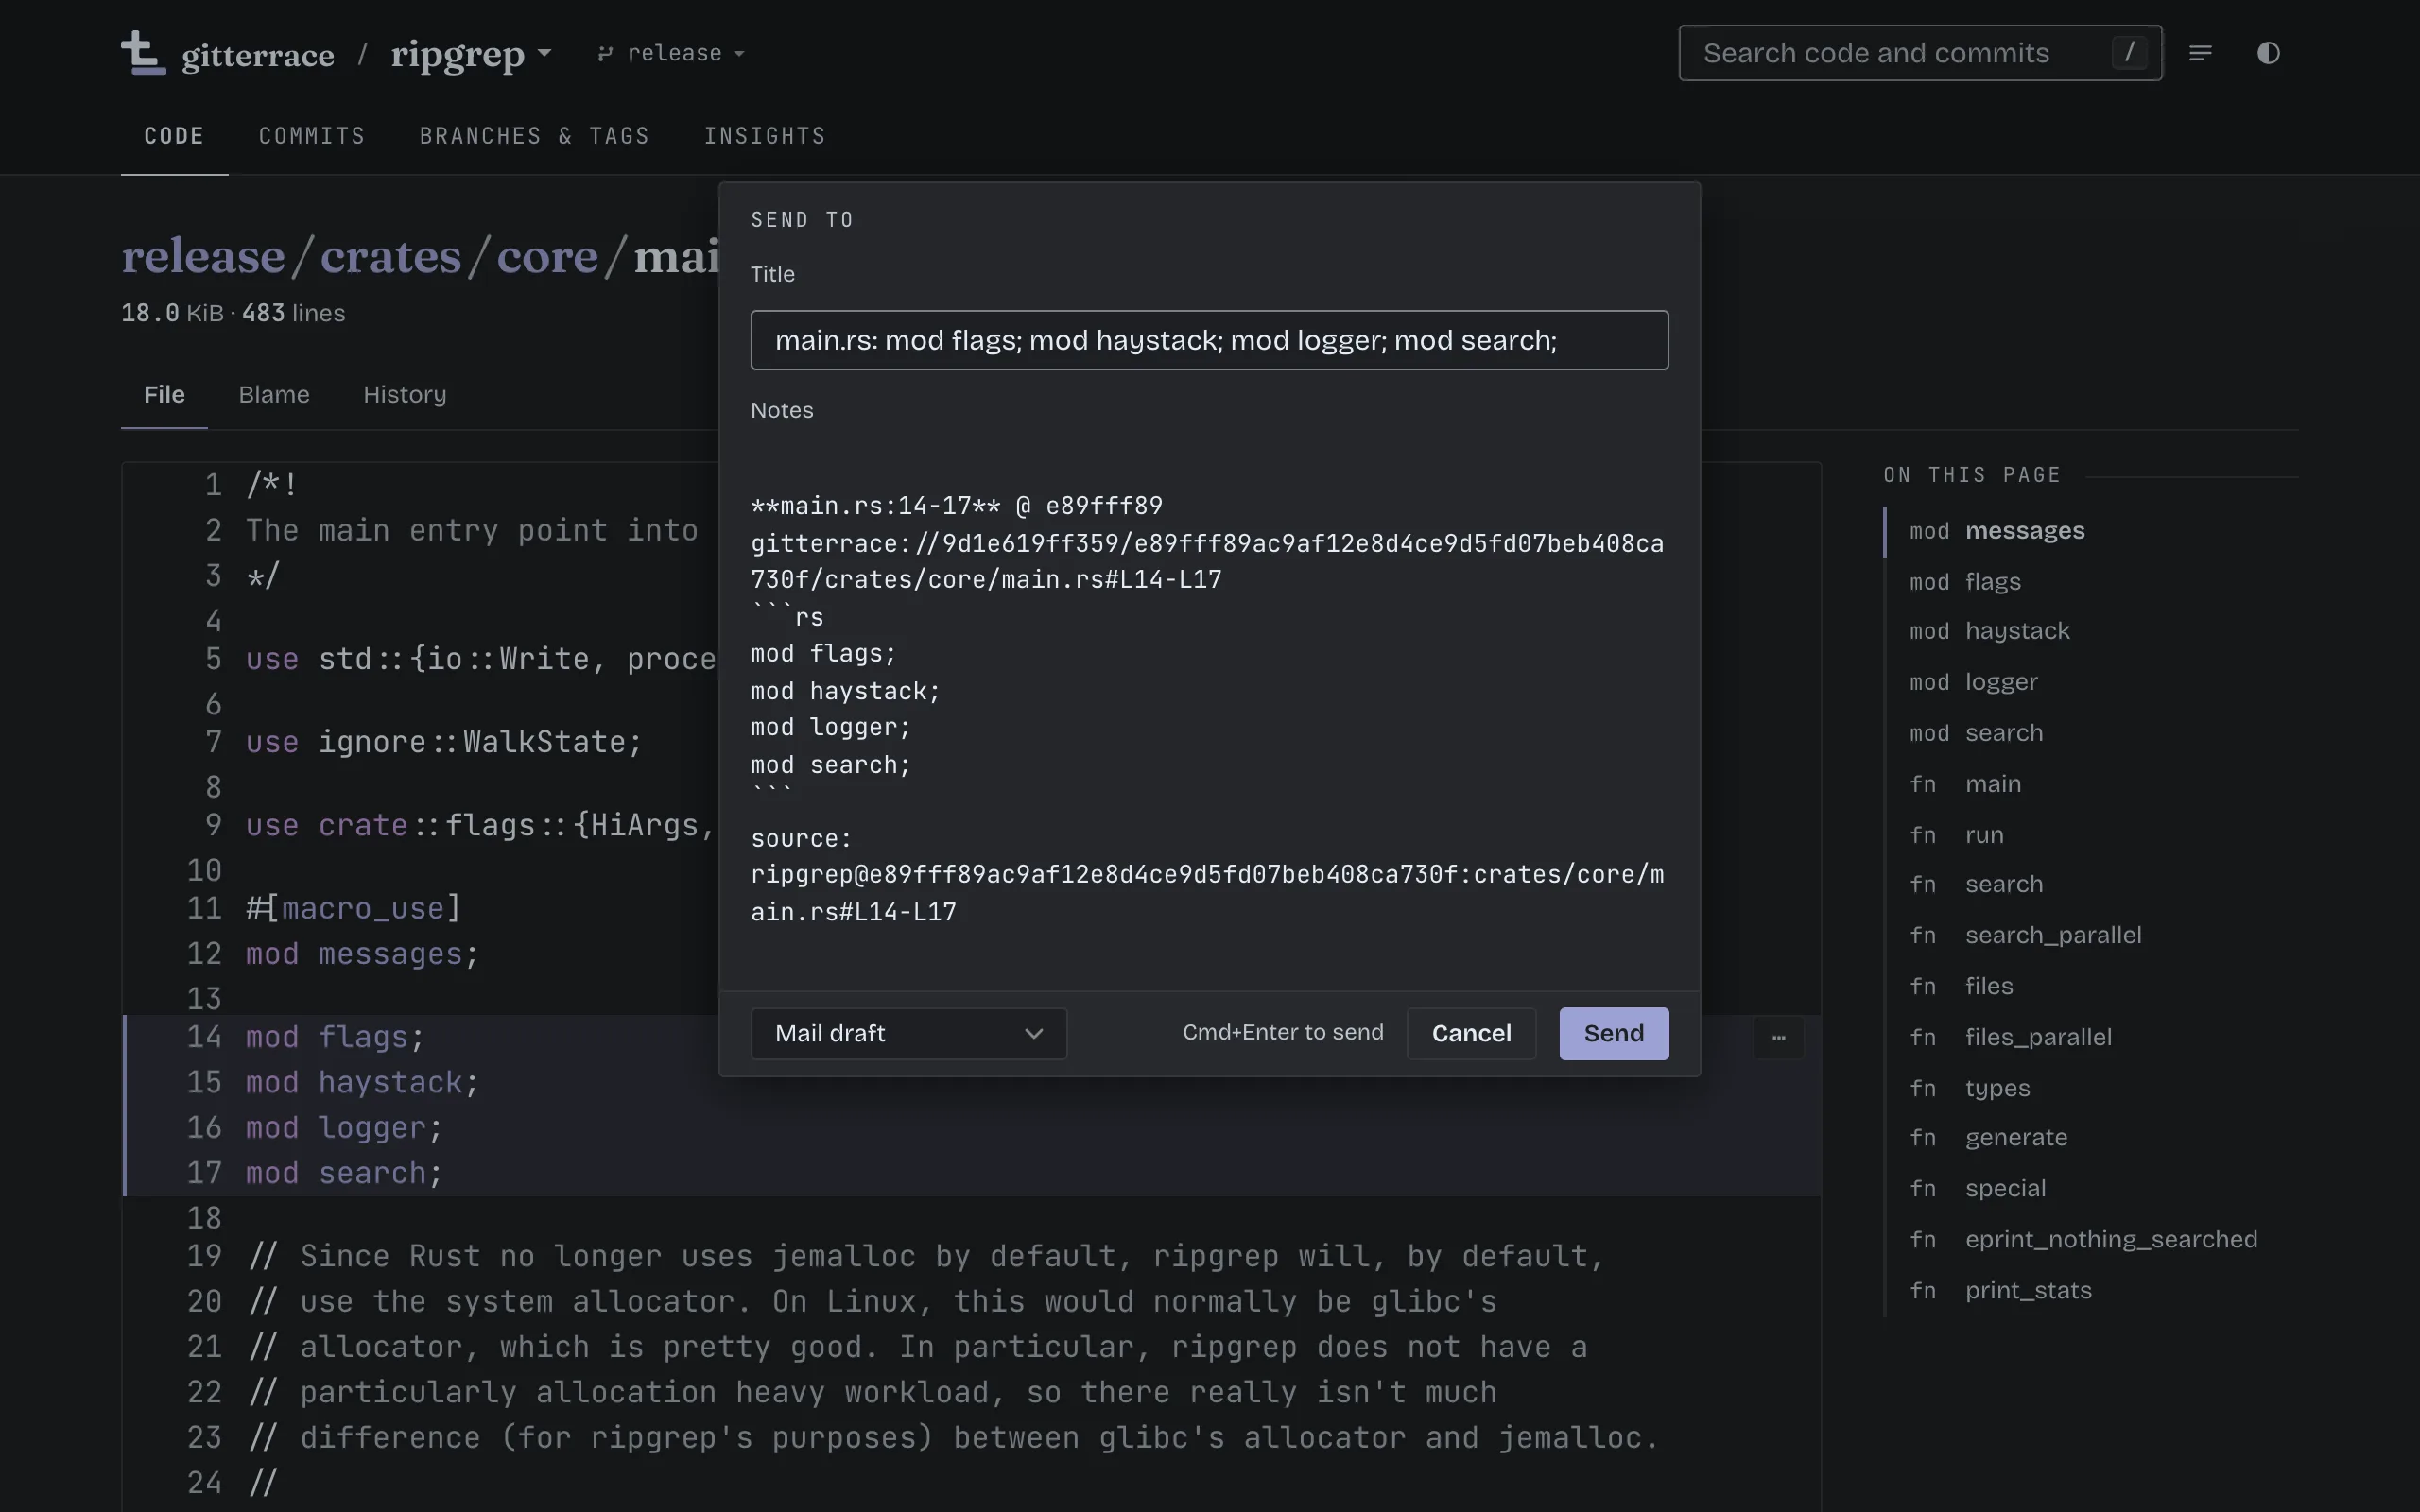 gitterrace / ripgrep release
Search code and commits /
CODE COMMITS BRANCHES & TAGS INSIGHTS
release/crates/core/mai
18.0 KiB · 483 lines
File Blame History
1 /*!
2 The main entry point into
3 */
4
5 use std::{io::Write, proce
6
7 use ignore::WalkState;
8
9 use crate::flags::{HiArgs,
10
11 #[macro_use]
12 mod messages;
13
14 mod flags;
15 mod haystack;
16 mod logger;
17 mod search;
18
19 // Since Rust no longer uses jemalloc by default, ripgrep will, by default,
20 // use the system allocator. On Linux, this would normally be glibc's
21 // allocator, which is pretty good. In particular, ripgrep does not have a
22 // particularly allocation heavy workload, so there really isn't much
23 // difference (for ripgrep's purposes) between glibc's allocator and jemalloc.
24 //
SEND TO
Title
main.rs: mod flags; mod haystack; mod logger; mod search;
Notes
**main.rs:14-17** @ e89fff89
gitterrace://9d1e619ff359/e89fff89ac9af12e8d4ce9d5fd07beb408ca
730f/crates/core/main.rs#L14-L17
```rs
mod flags;
mod haystack;
mod logger;
mod search;
```
source:
ripgrep@e89fff89ac9af12e8d4ce9d5fd07beb408ca730f:crates/core/m
ain.rs#L14-L17
Mail draft Cmd+Enter to send Cancel Send
ON THIS PAGE
mod messages
mod flags
mod haystack
mod logger
mod search
fn main
fn run
fn search
fn search_parallel
fn files
fn files_parallel
fn types
fn generate
fn special
fn eprint_nothing_searched
fn print_stats